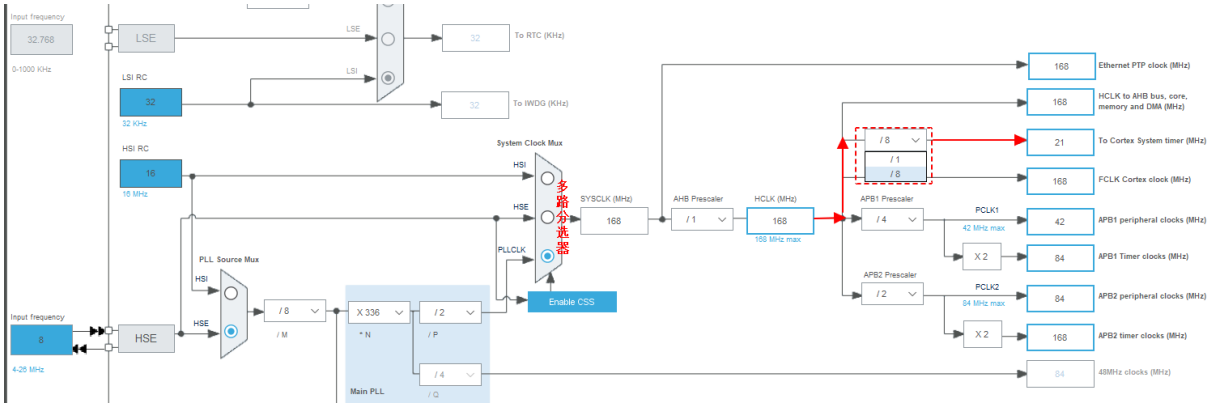 Input frequency
32.768
0-1000 KHz
LSE
LSE
32
To RTC (KHz)
LSI RC
LSI
32
32 KHz
32
To IWDG (KHz)
HSI RC
16
16 MHz
System Clock Mux
HSI
HSE
PLLCLK
多路分选器
SYSCLK (MHz)
168
AHB Prescaler
/ 1
HCLK (MHz)
168
168 MHz max
Enable CSS
PLL Source Mux
HSI
HSE
Input frequency
8
4-26 MHz
HSE
/ 8
/ M
X 336
* N
/ 2
/ P
/ 4
/ Q
Main PLL
168
Ethernet PTP clock (MHz)
168
HCLK to AHB bus, core,
memory and DMA (MHz)
/ 8
/ 1
/ 8
21
To Cortex System timer (MHz)
168
FCLK Cortex clock (MHz)
APB1 Prescaler
/ 4
PCLK1
42 MHz max
42
APB1 peripheral clocks (MHz)
X 2
84
APB1 Timer clocks (MHz)
APB2 Prescaler
/ 2
PCLK2
84 MHz max
84
APB2 peripheral clocks (MHz)
X 2
168
APB2 timer clocks (MHz)
84
48MHz clocks (MHz)